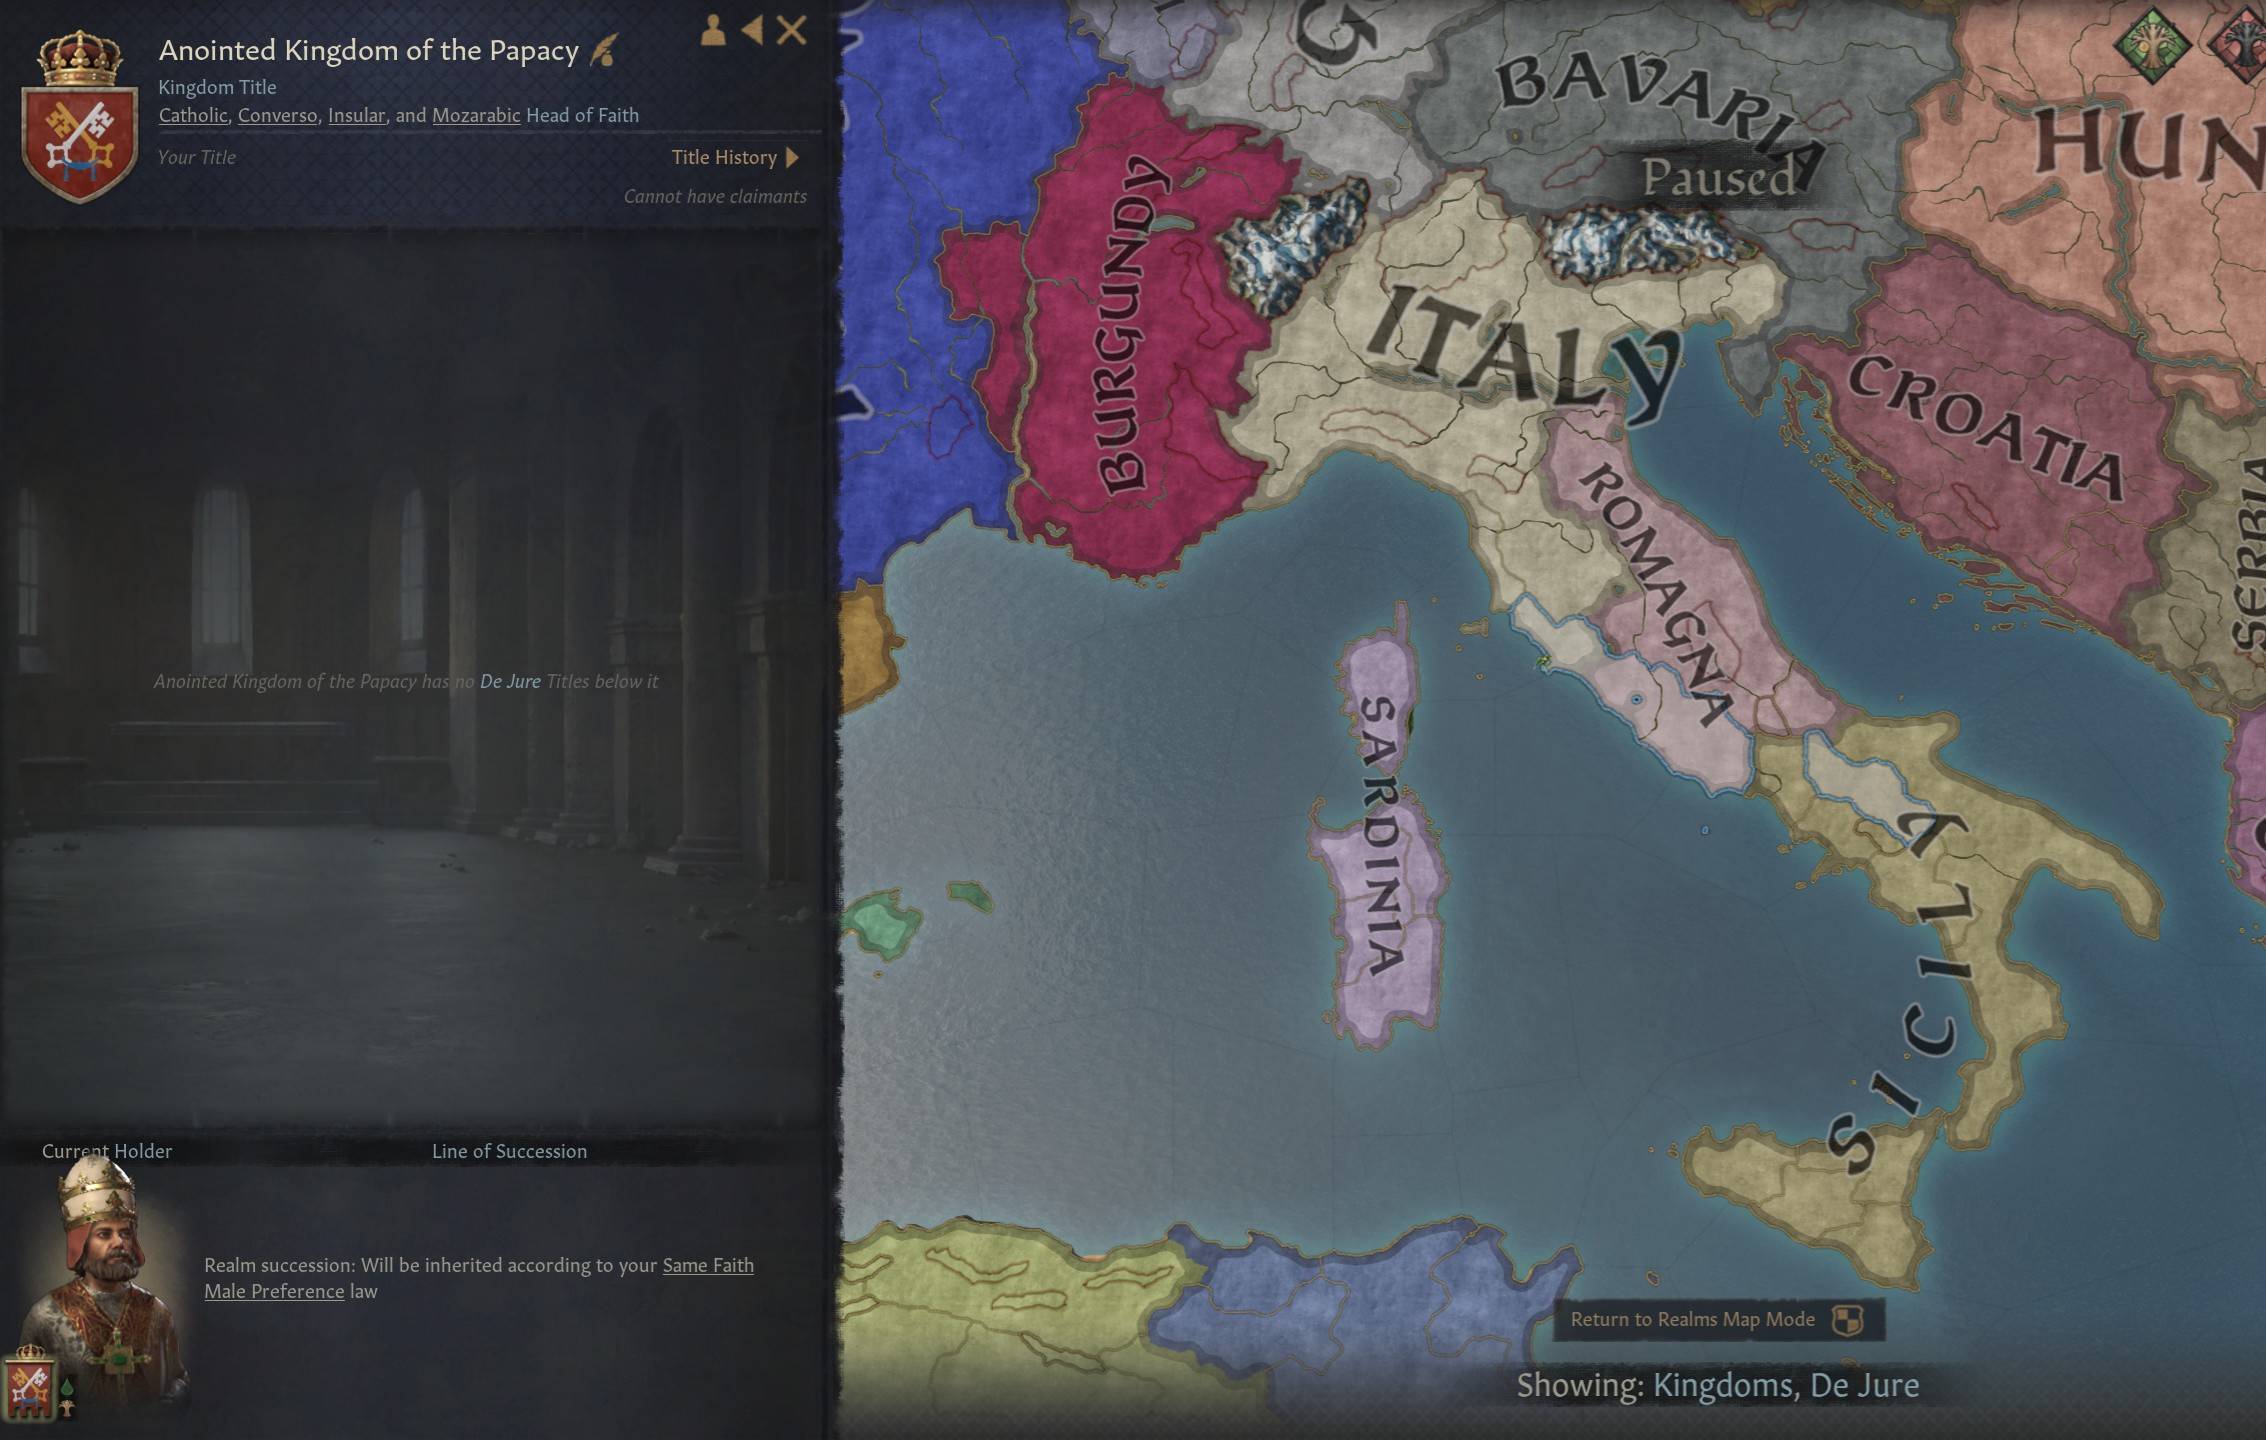 Anointed Kingdom of the Papacy
Kingdom Title
Catholic, Converso, Insular, and Mozarabic Head of Faith
Your Title
Title History
Cannot have claimants
Anointed Kingdom of the Papacy has no De Jure Titles below it
Current Holder
Line of Succession
Realm succession: Will be inherited according to your Same Faith
Male Preference law
BAVARIA
HUN
Paused
BURGUNDY
ITALY
CROATIA
ROMAGNA
SERBIA
SARDINIA
SICILY
Return to Realms Map Mode
Showing: Kingdoms, De Jure